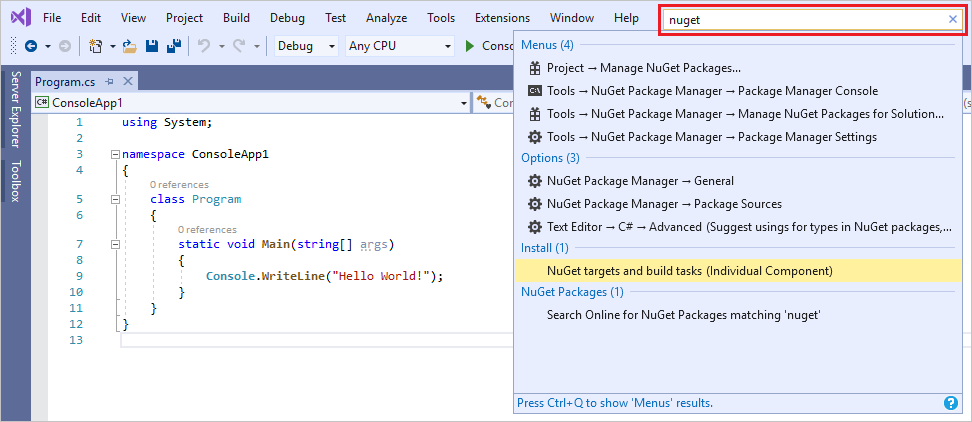 File Edit View Project Build Debug Test Analyze Tools Extensions Window Help nuget
Debug Any CPU Conso
Server Explorer
Toolbox
Program.cs
C# ConsoleApp1 Con
1 using System;
2
3 namespace ConsoleApp1
4 {
0 references
5 class Program
6 {
0 references
7 static void Main(string[] args)
8 {
9 Console.WriteLine("Hello World!");
10 }
11 }
12 }
13
Menus (4)
Project → Manage NuGet Packages...
C:\ Tools → NuGet Package Manager → Package Manager Console
Tools → NuGet Package Manager → Manage NuGet Packages for Solution...
Tools → NuGet Package Manager → Package Manager Settings
Options (3)
NuGet Package Manager → General
NuGet Package Manager → Package Sources
Text Editor → C# → Advanced (Suggest usings for types in NuGet packages,...
Install (1)
NuGet targets and build tasks (Individual Component)
NuGet Packages (1)
Search Online for NuGet Packages matching 'nuget'
Press Ctrl+Q to show 'Menus' results. ?
(s